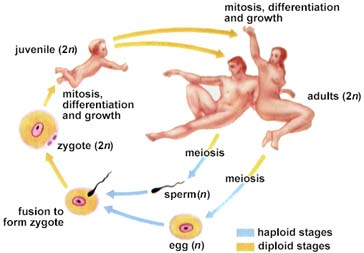 mitosis, differentiation
and growth
juvenile (2n)
mitosis,
differentiation
and growth
adults (2n)
zygote (2n)
meiosis
meiosis
sperm(n)
fusion to
form zygote
egg (n)
haploid stages
diploid stages